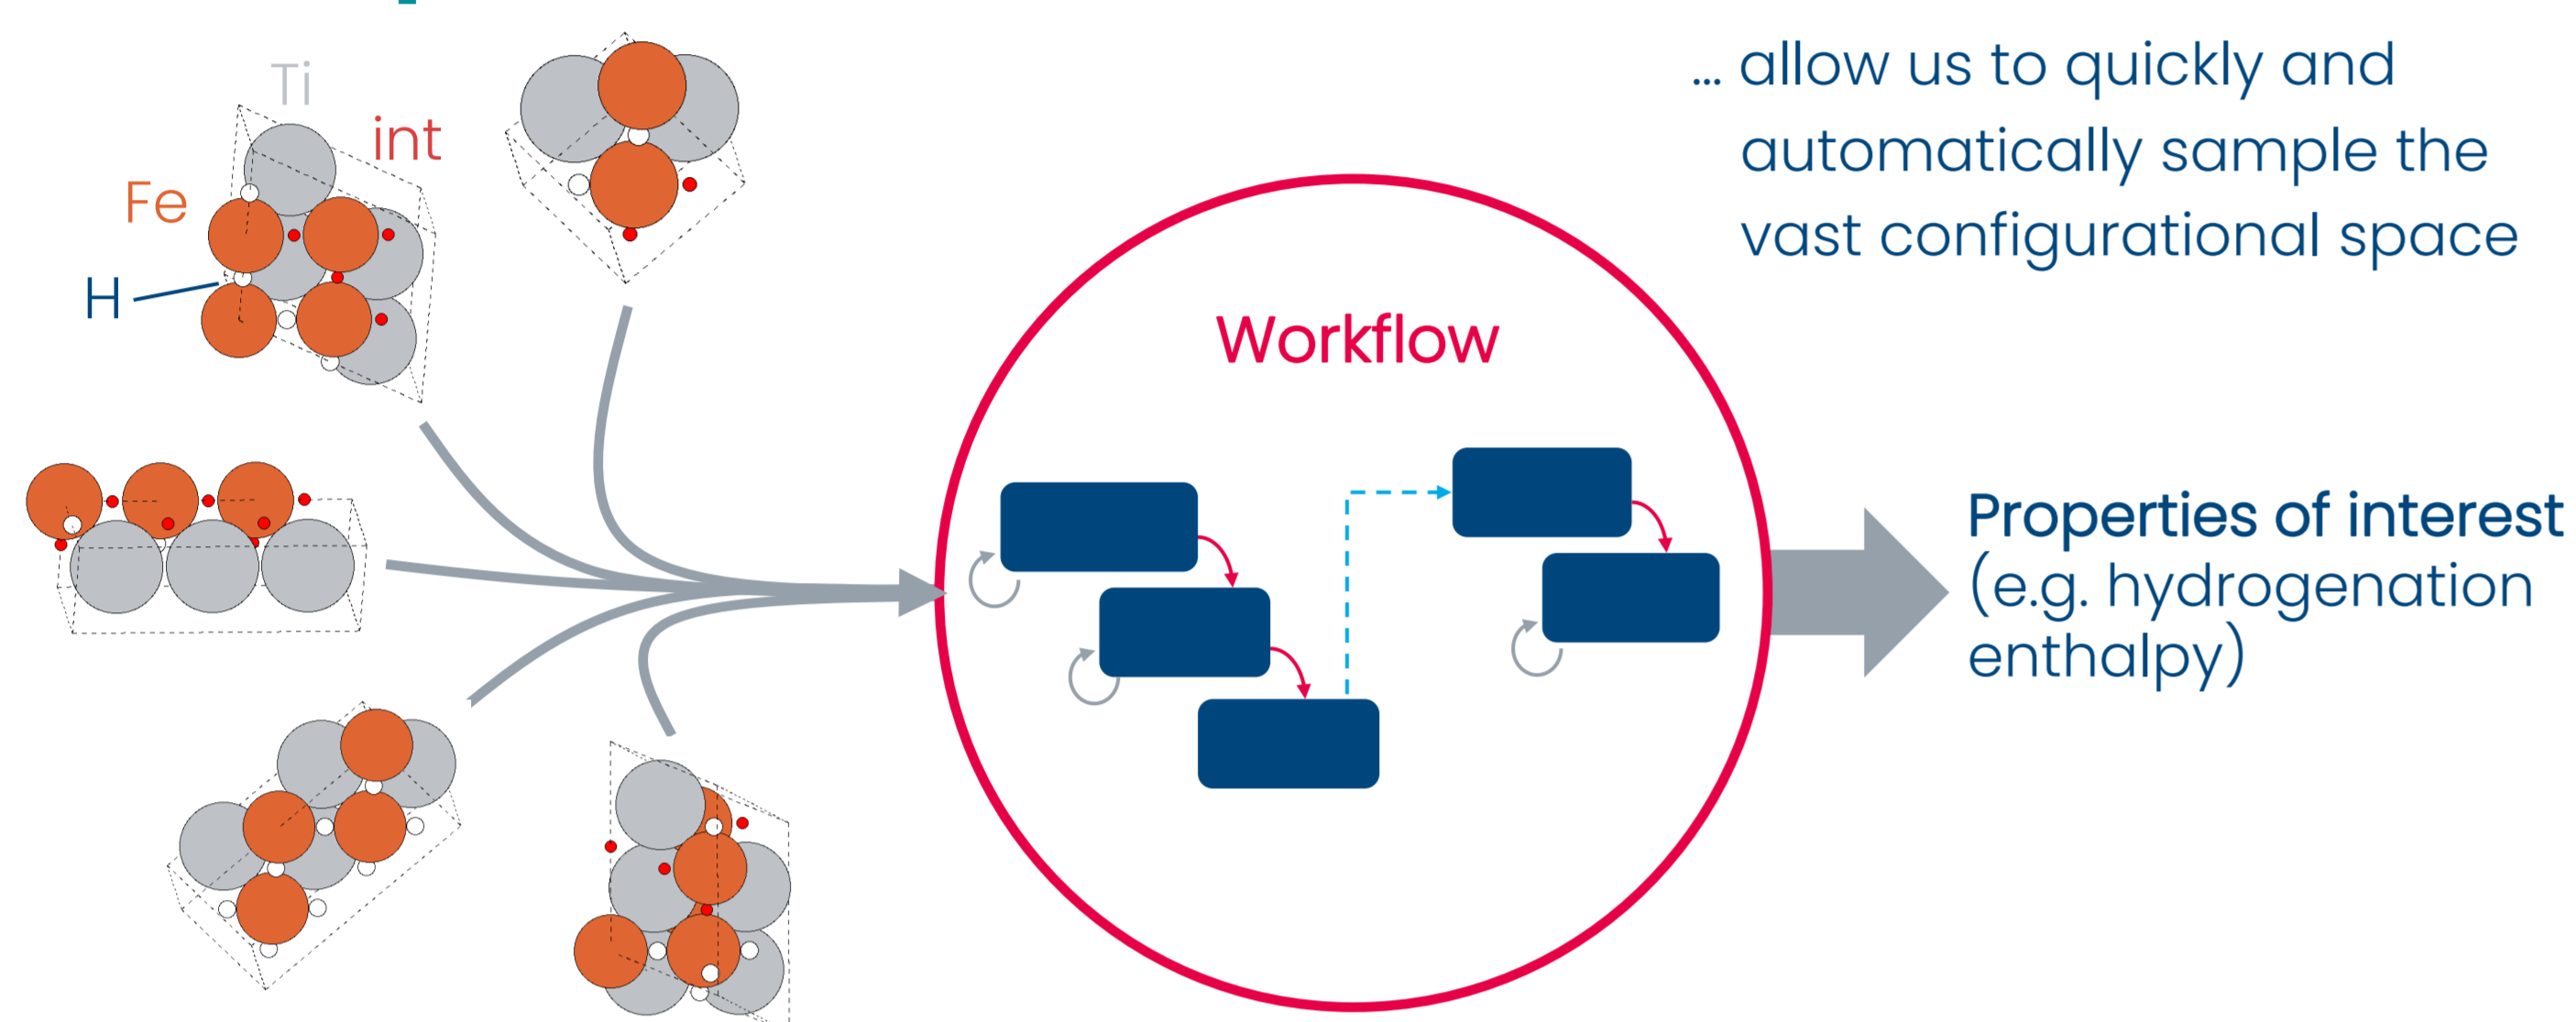 Ti
int
Fe
H
... allow us to quickly and
automatically sample the
vast configurational space
Workflow
Properties of interest
(e.g. hydrogenation
enthalpy)